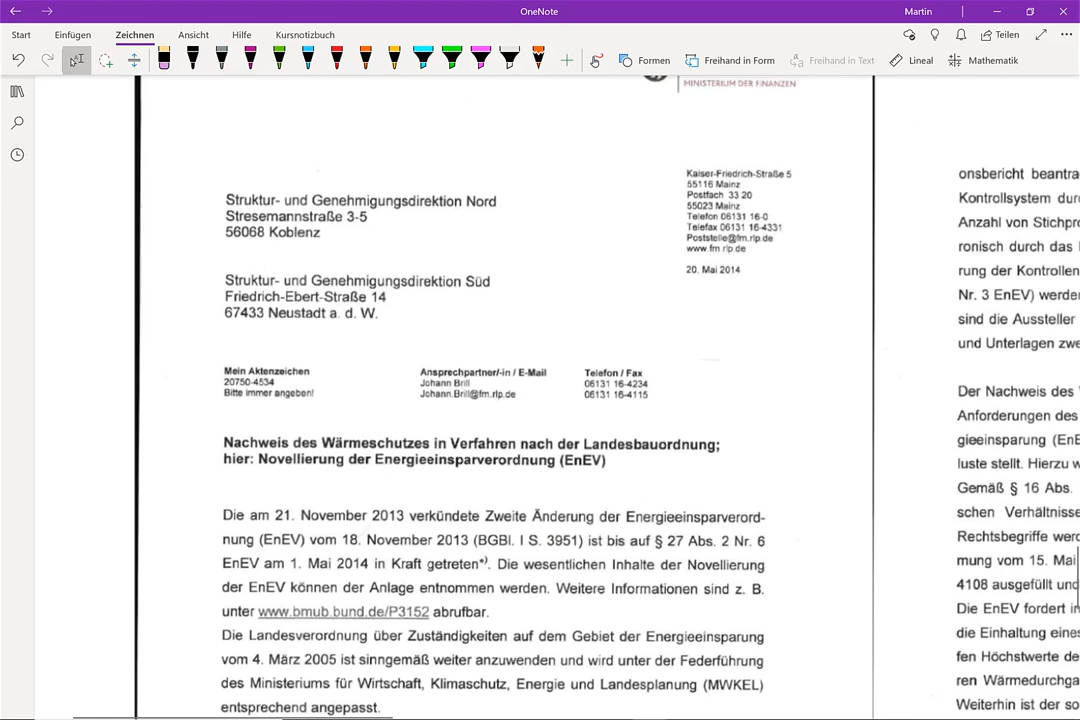 OneNote
Martin
Start
Einfügen
Zeichnen
Ansicht
Hilfe
Kursnotizbuch
Teilen
Formen
Freihand in Form
Freihand in Text
Lineal
Mathematik
MINISTERIUM DER FINANZEN
Kaiser-Friedrich-Straße 5
55116 Mainz
Postfach 33 20
55023 Mainz
Telefon 06131 16-0
Telefax 06131 16-4331
Poststelle@fm.rlp.de
www.fm.rlp.de
20. Mai 2014
Struktur- und Genehmigungsdirektion Nord
Stresemannstraße 3-5
56068 Koblenz
Struktur- und Genehmigungsdirektion Süd
Friedrich-Ebert-Straße 14
67433 Neustadt a. d. W.
Mein Aktenzeichen
20750-4534
Bitte immer angeben!
Ansprechpartner/-in / E-Mail
Johann Brill
Johann.Brill@fm.rlp.de
Telefon / Fax
06131 16-4234
06131 16-4115
Nachweis des Wärmeschutzes in Verfahren nach der Landesbauordnung;
hier: Novellierung der Energieeinsparverordnung (EnEV)
Die am 21. November 2013 verkündete Zweite Änderung der Energieeinsparverord-
nung (EnEV) vom 18. November 2013 (BGBl. I S. 3951) ist bis auf § 27 Abs. 2 Nr. 6
EnEV am 1. Mai 2014 in Kraft getreten*). Die wesentlichen Inhalte der Novellierung
der EnEV können der Anlage entnommen werden. Weitere Informationen sind z. B.
unter www.bmub.bund.de/P3152 abrufbar.
Die Landesverordnung über Zuständigkeiten auf dem Gebiet der Energieeinsparung
vom 4. März 2005 ist sinngemäß weiter anzuwenden und wird unter der Federführung
des Ministeriums für Wirtschaft, Klimaschutz, Energie und Landesplanung (MWKEL)
entsprechend angepasst.
onsbericht beantra
Kontrollsystem dur
Anzahl von Stichpro
ronisch durch das
rung der Kontrollen
Nr. 3 EnEV) werde
sind die Aussteller
und Unterlagen zwe
Der Nachweis des
Anforderungen des
gieeinsparung (EnE
luste stellt. Hierzu w
Gemäß § 16 Abs.
schen Verhältnisse
Rechtsbegriffe werd
mung vom 15. Mai
4108 ausgefüllt und
Die EnEV fordert in
die Einhaltung eines
fen Höchstwerte de
ren Wärmedurchga
Weiterhin ist der so